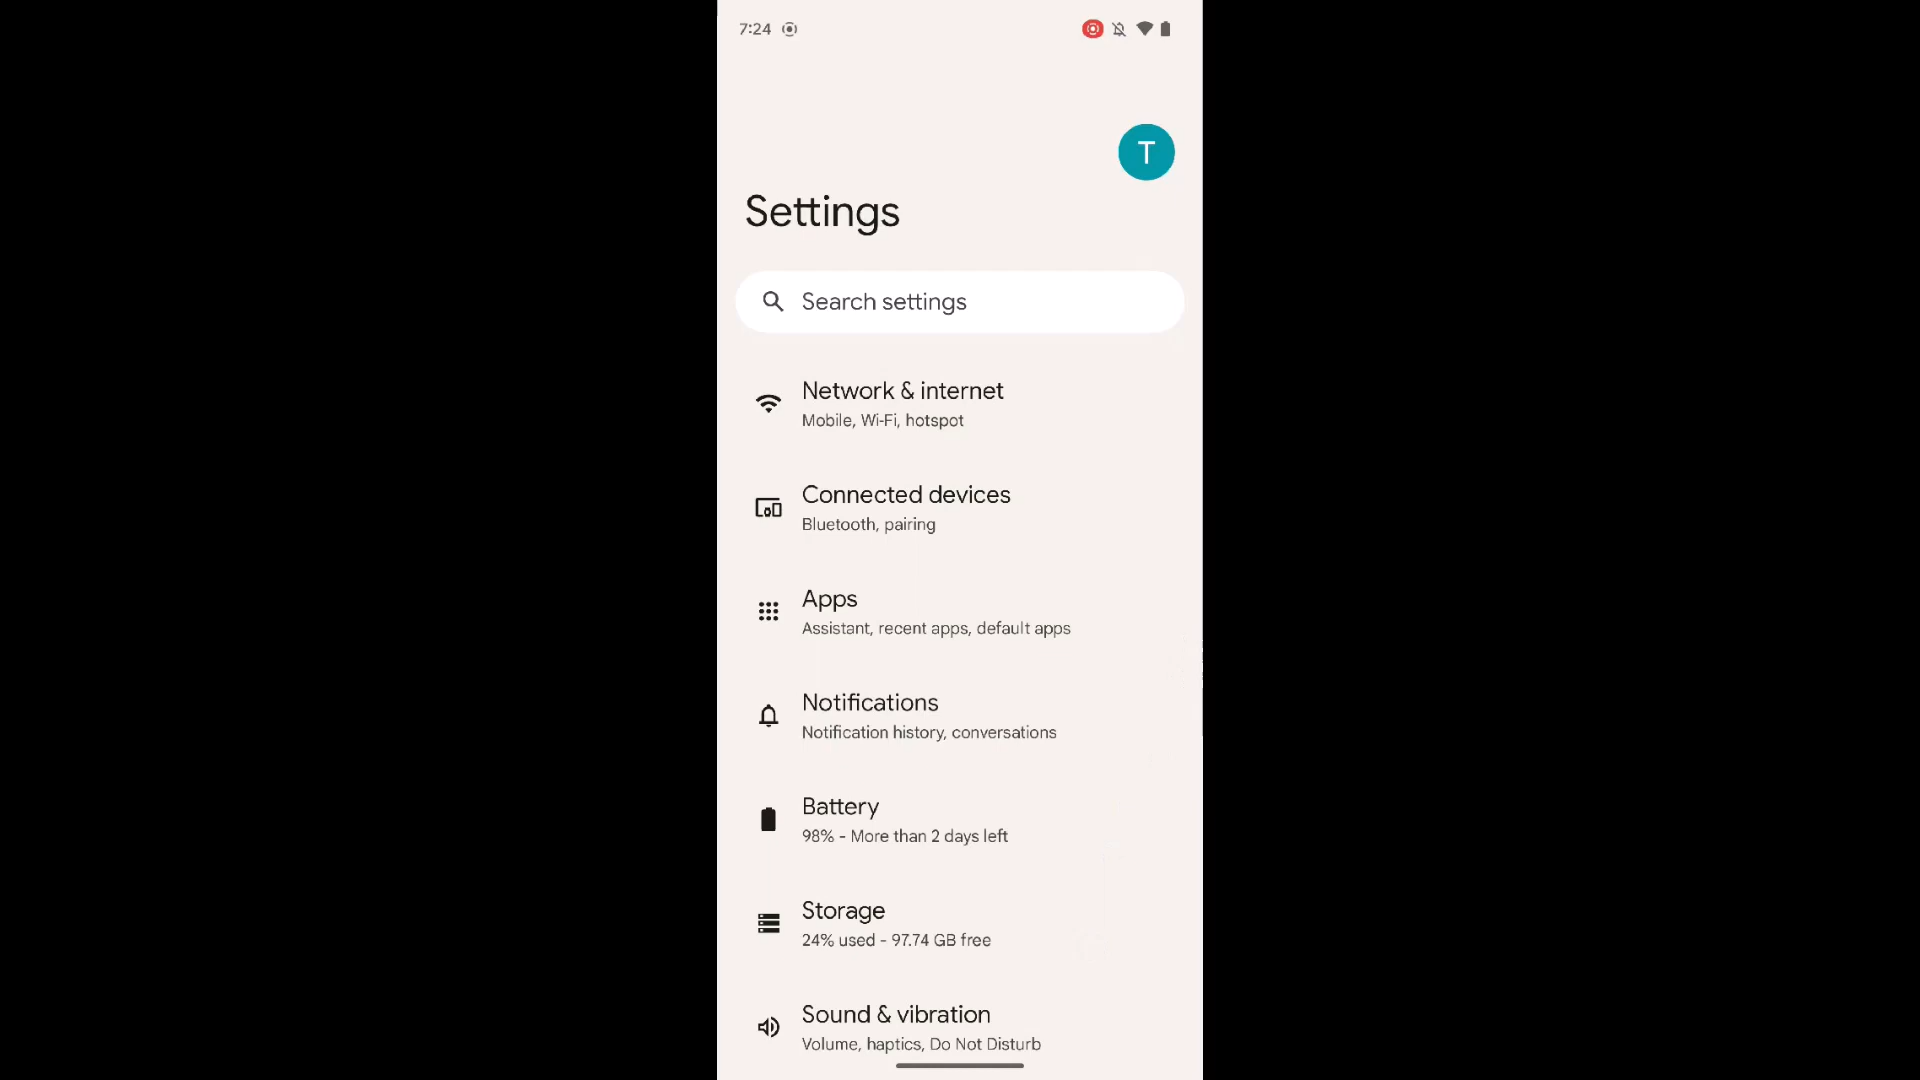 7:24
T
Settings
Search settings
Network & internet
Mobile, Wi-Fi, hotspot
Connected devices
Bluetooth, pairing
Apps
Assistant, recent apps, default apps
Notifications
Notification history, conversations
Battery
98% - More than 2 days left
Storage
24% used - 97.74 GB free
Sound & vibration
Volume, haptics, Do Not Disturb